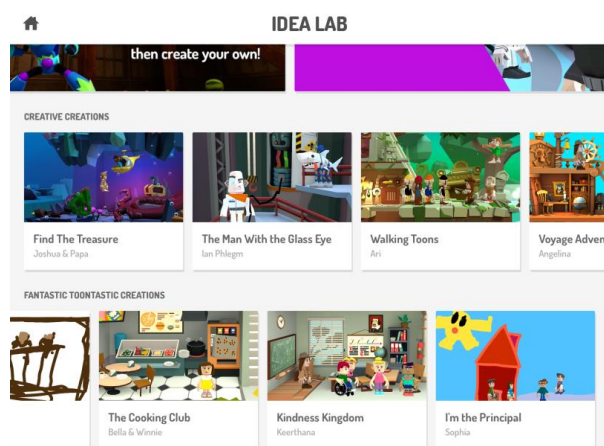 IDEA LAB
then create your own!
CREATIVE CREATIONS
Find The Treasure
Joshua & Papa
The Man With the Glass Eye
Ian Phlegm
Walking Toons
Ari
Voyage Adven
Angelina
FANTASTIC TOONTASTIC CREATIONS
The Cooking Club
Bella & Winnie
Kindness Kingdom
Keerthana
I'm the Principal
Sophia